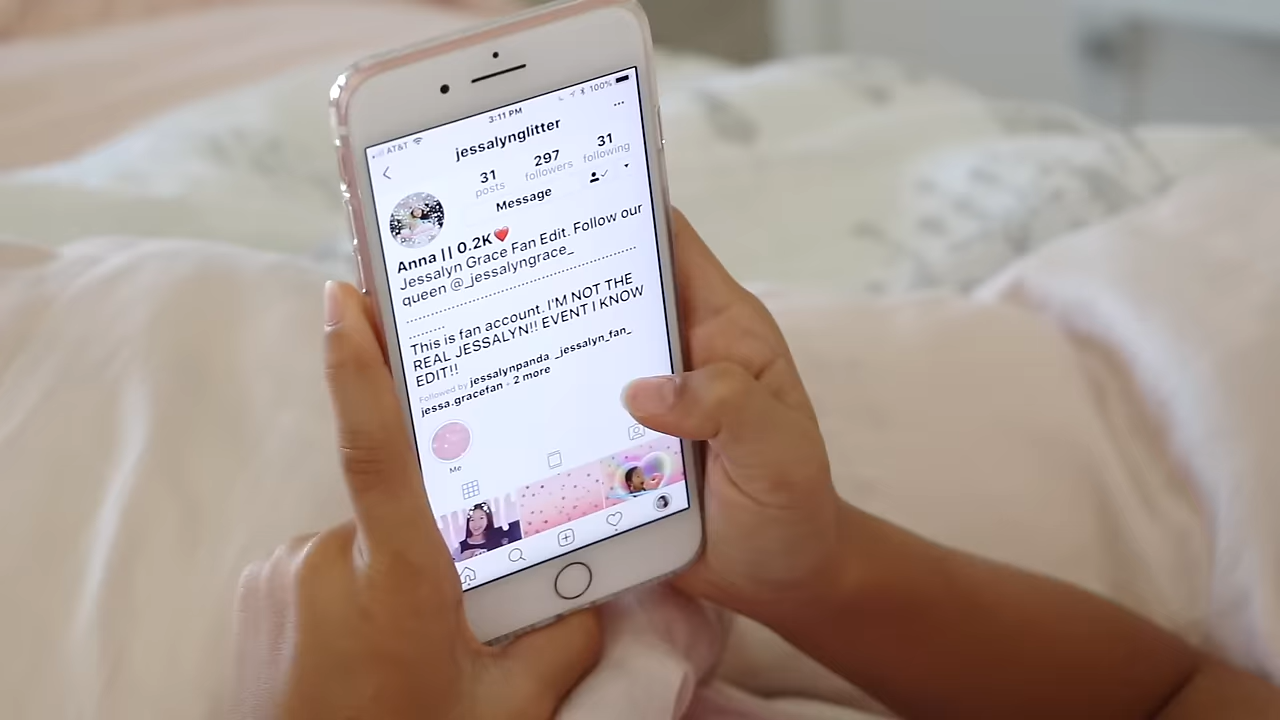 AT&T 3:11 PM 100%
jessalynglitter
31 297 31
posts followers following
Message
Anna || 0.2K❤️
Jessalyn Grace Fan Edit. Follow our
queen @_jessalyngrace_
................................................
.........
This is fan account. I'M NOT THE
REAL JESSALYN!! EVENT I KNOW
EDIT!!
Followed by jessalynpanda _jessalyn_fan_
jessa.gracefan + 2 more
Me